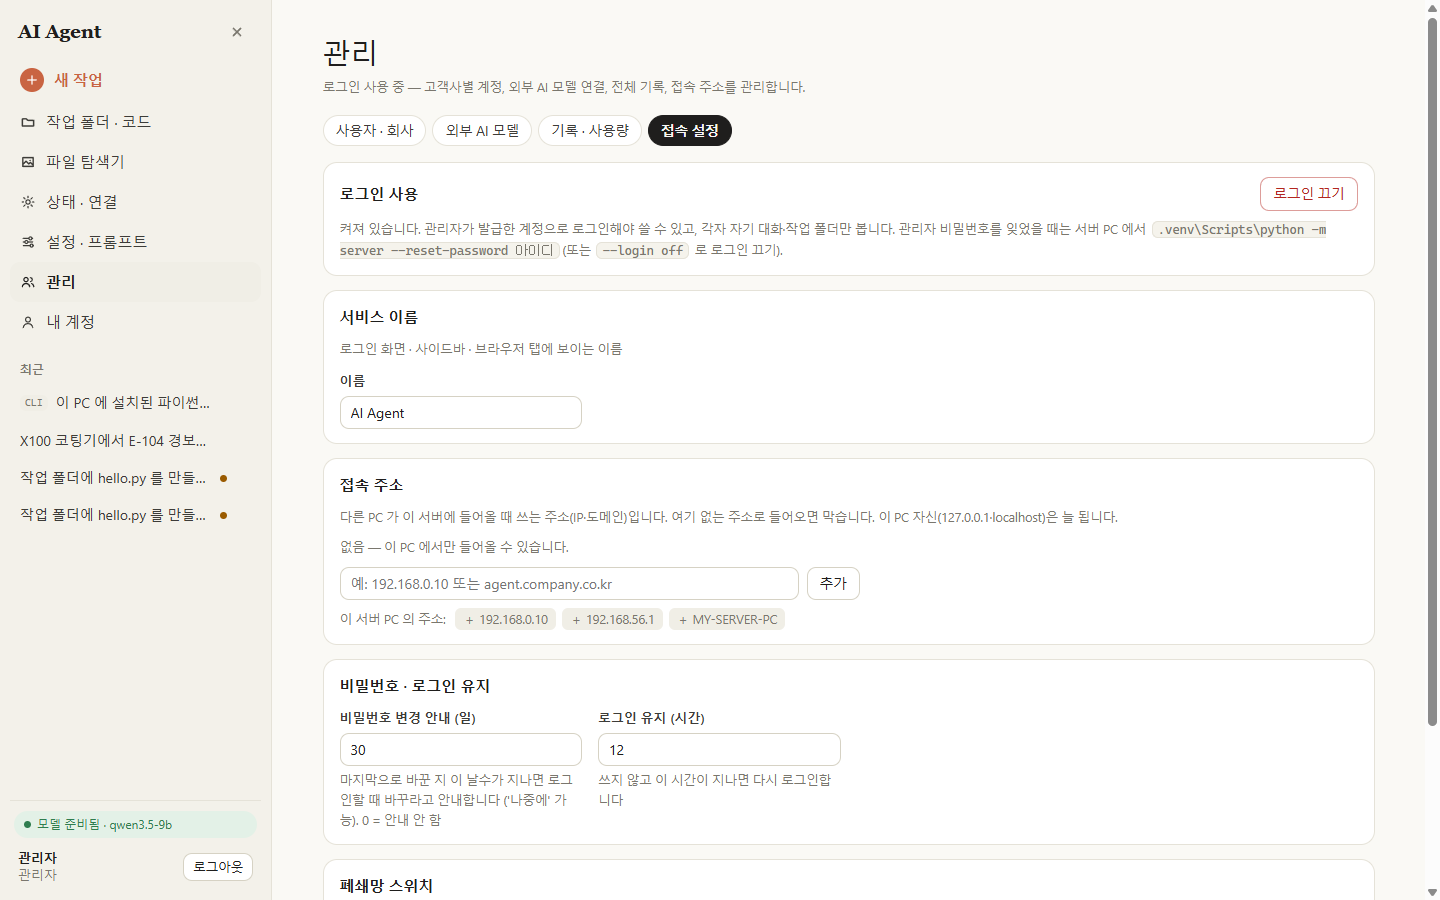 AI Agent
×
새 작업
작업 폴더 · 코드
파일 탐색기
상태 · 연결
설정 · 프롬프트
관리
내 계정
최근
CLI 이 PC 에 설치된 파이썬...
X100 코팅기에서 E-104 경보...
작업 폴더에 hello.py 를 만들...
작업 폴더에 hello.py 를 만들...
모델 준비됨 · qwen3.5-9b
관리자
관리자
로그아웃
관리
로그인 사용 중 — 고객사별 계정, 외부 AI 모델 연결, 전체 기록, 접속 주소를 관리합니다.
사용자 · 회사
외부 AI 모델
기록 · 사용량
접속 설정
로그인 사용
로그인 끄기
켜져 있습니다. 관리자가 발급한 계정으로 로그인해야 쓸 수 있고, 각자 자기 대화·작업 폴더만 봅니다. 관리자 비밀번호를 잊었을 때는 서버 PC 에서 .venv\Scripts\python -m
server --reset-password 아이디 (또는 --login off 로 로그인 끄기).
서비스 이름
로그인 화면 · 사이드바 · 브라우저 탭에 보이는 이름
이름
AI Agent
접속 주소
다른 PC 가 이 서버에 들어올 때 쓰는 주소(IP·도메인)입니다. 여기 없는 주소로 들어오면 막습니다. 이 PC 자신(127.0.0.1·localhost)은 늘 됩니다.
없음 — 이 PC 에서만 들어올 수 있습니다.
예: 192.168.0.10 또는 agent.company.co.kr
추가
이 서버 PC 의 주소: + 192.168.0.10 + 192.168.56.1 + MY-SERVER-PC
비밀번호 · 로그인 유지
비밀번호 변경 안내 (일)
30
마지막으로 바꾼 지 이 날수가 지나면 로그
인할 때 바꾸라고 안내합니다 ('나중에' 가
능). 0 = 안내 안 함
로그인 유지 (시간)
12
쓰지 않고 이 시간이 지나면 다시 로그인합
니다
폐쇄망 스위치